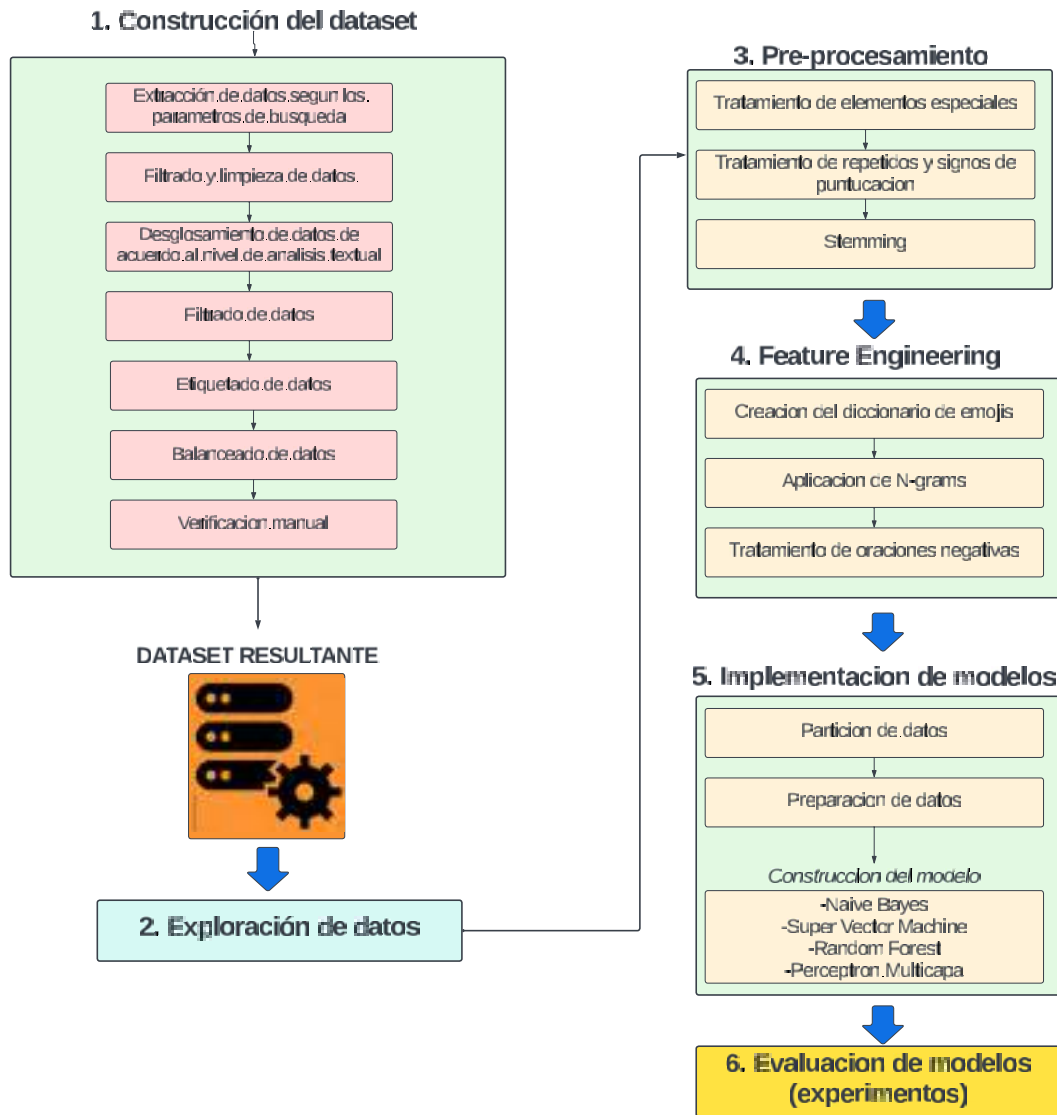 1. Construcción del dataset
Extracción de datos segun los
parametros de busqueda
Filtrado y limpieza de datos
Desglosamiento de datos de
acuerdo al nivel de analisis textual
Filtrado de datos
Etiquetado de datos
Balanceado de datos
Verificacion manual
DATASET RESULTANTE
2. Exploración de datos
3. Pre-procesamiento
Tratamiento de elementos especiales
Tratamiento de repetidos y signos de
puntucacion
Stemming
4. Feature Engineering
Creacion del diccionario de emojis
Aplicacion de N-grams
Tratamiento de oraciones negativas
5. Implementacion de modelos
Particion de datos
Preparacion de datos
Construccion del modelo
-Naive Bayes
-Super Vector Machine
-Random Forest
-Perceptron Multicapa
6. Evaluacion de modelos
(experimentos)